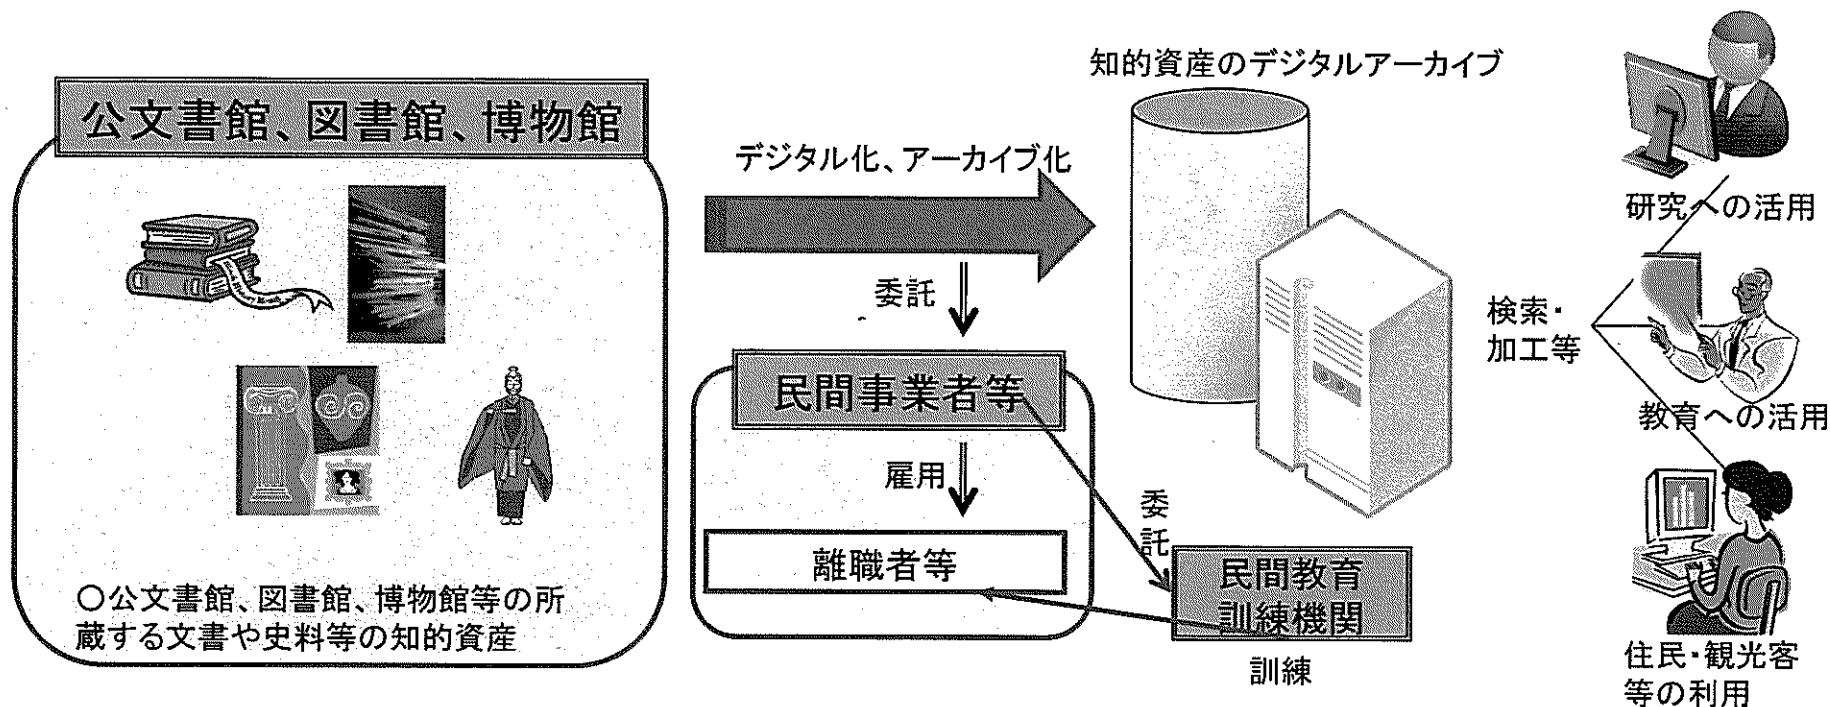 公文書館、図書館、博物館
○公文書館、図書館、博物館等の所
蔵する文書や史料等の知的資産
デジタル化、アーカイブ化
委託
民間事業者等
雇用
離職者等
委
託
民間教育
訓練機関
訓練
知的資産のデジタルアーカイブ
検索・
加工等
研究への活用
教育への活用
住民・観光客
等の利用